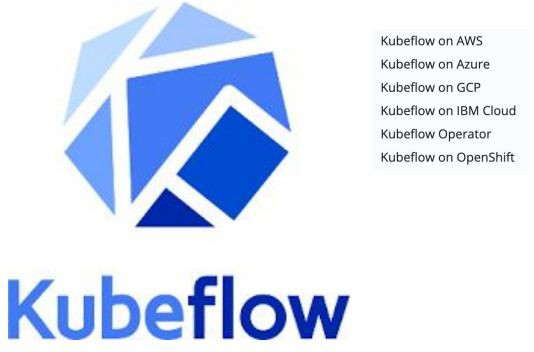 Kubeflow on AWS
Kubeflow on Azure
Kubeflow on GCP
Kubeflow on IBM Cloud
Kubeflow Operator
Kubeflow on OpenShift
Kubeflow